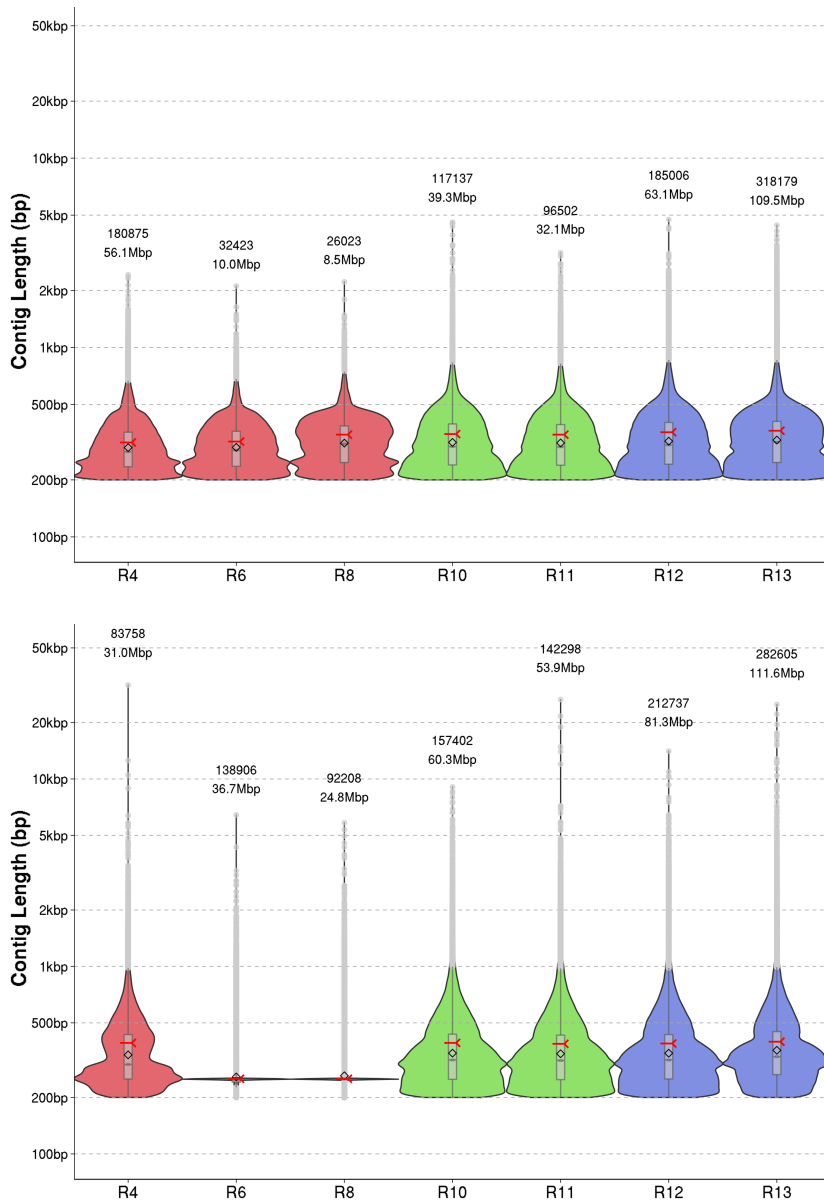 50kbp
20kbp
10kbp
5kbp
2kbp
1kbp
500bp
200bp
100bp
Contig Length (bp)
180875
56.1Mbp
32423
10.0Mbp
26023
8.5Mbp
117137
39.3Mbp
96502
32.1Mbp
185006
63.1Mbp
318179
109.5Mbp
R4 R6 R8 R10 R11 R12 R13
50kbp
20kbp
10kbp
5kbp
2kbp
1kbp
500bp
200bp
100bp
Contig Length (bp)
83758
31.0Mbp
138906
36.7Mbp
92208
24.8Mbp
157402
60.3Mbp
142298
53.9Mbp
212737
81.3Mbp
282605
111.6Mbp
R4 R6 R8 R10 R11 R12 R13